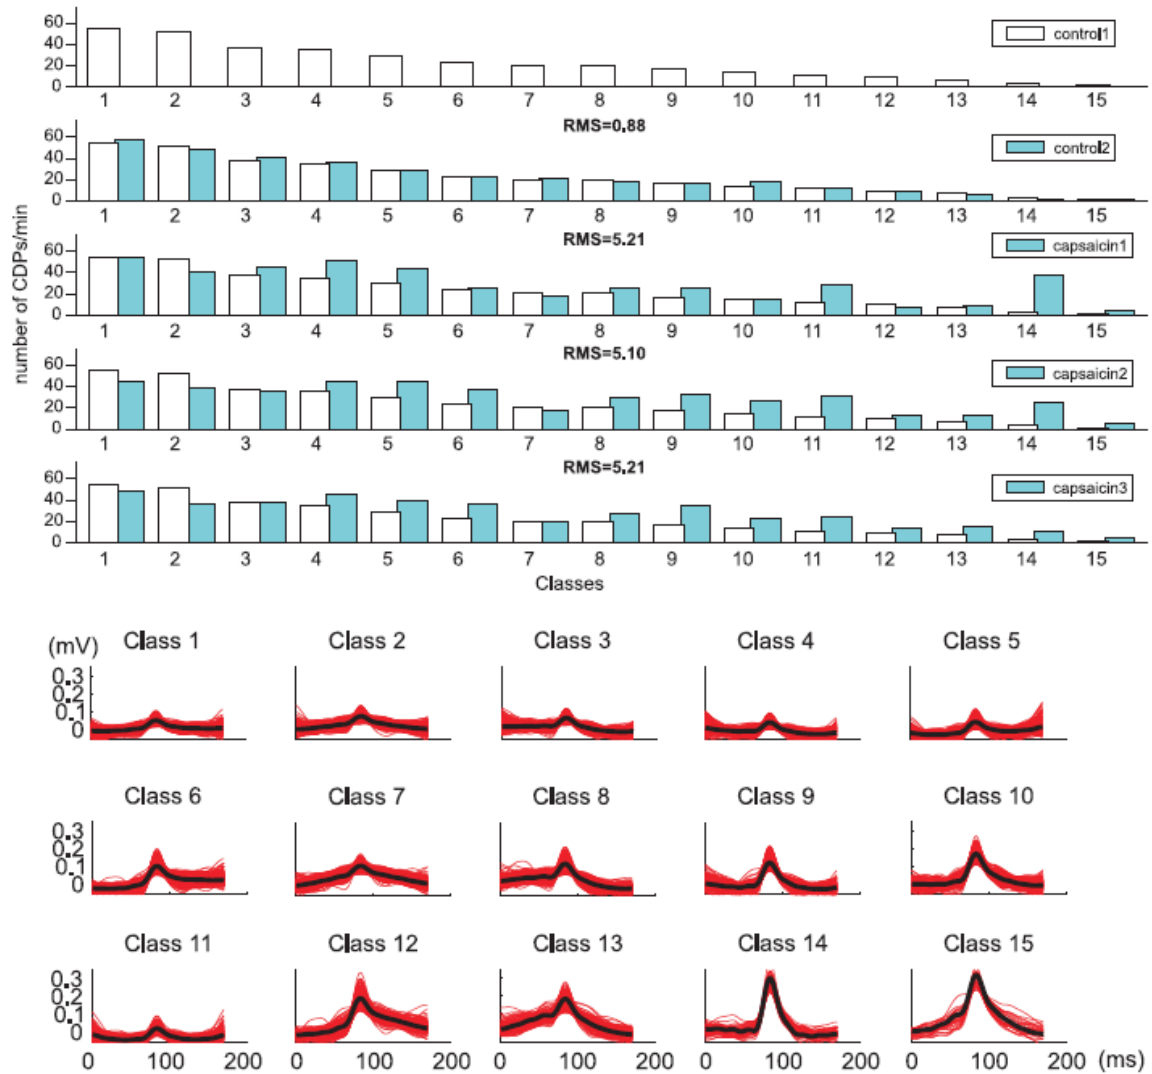 60
40
20
0
control1
1 2 3 4 5 6 7 8 9 10 11 12 13 14 15
RMS=0.88
60
40
20
0
control2
1 2 3 4 5 6 7 8 9 10 11 12 13 14 15
RMS=5.21
60
40
20
0
capsaicin1
1 2 3 4 5 6 7 8 9 10 11 12 13 14 15
RMS=5.10
60
40
20
0
capsaicin2
1 2 3 4 5 6 7 8 9 10 11 12 13 14 15
RMS=5.21
60
40
20
0
capsaicin3
1 2 3 4 5 6 7 8 9 10 11 12 13 14 15
number of CDPs/min
Classes
(mV)
Class 1 Class 2 Class 3 Class 4 Class 5
0.3
0.2
0.1
0
Class 6 Class 7 Class 8 Class 9 Class 10
0.3
0.2
0.1
0
Class 11 Class 12 Class 13 Class 14 Class 15
0.3
0.2
0.1
0
0 100 200 0 100 200 0 100 200 0 100 200 0 100 200 (ms)